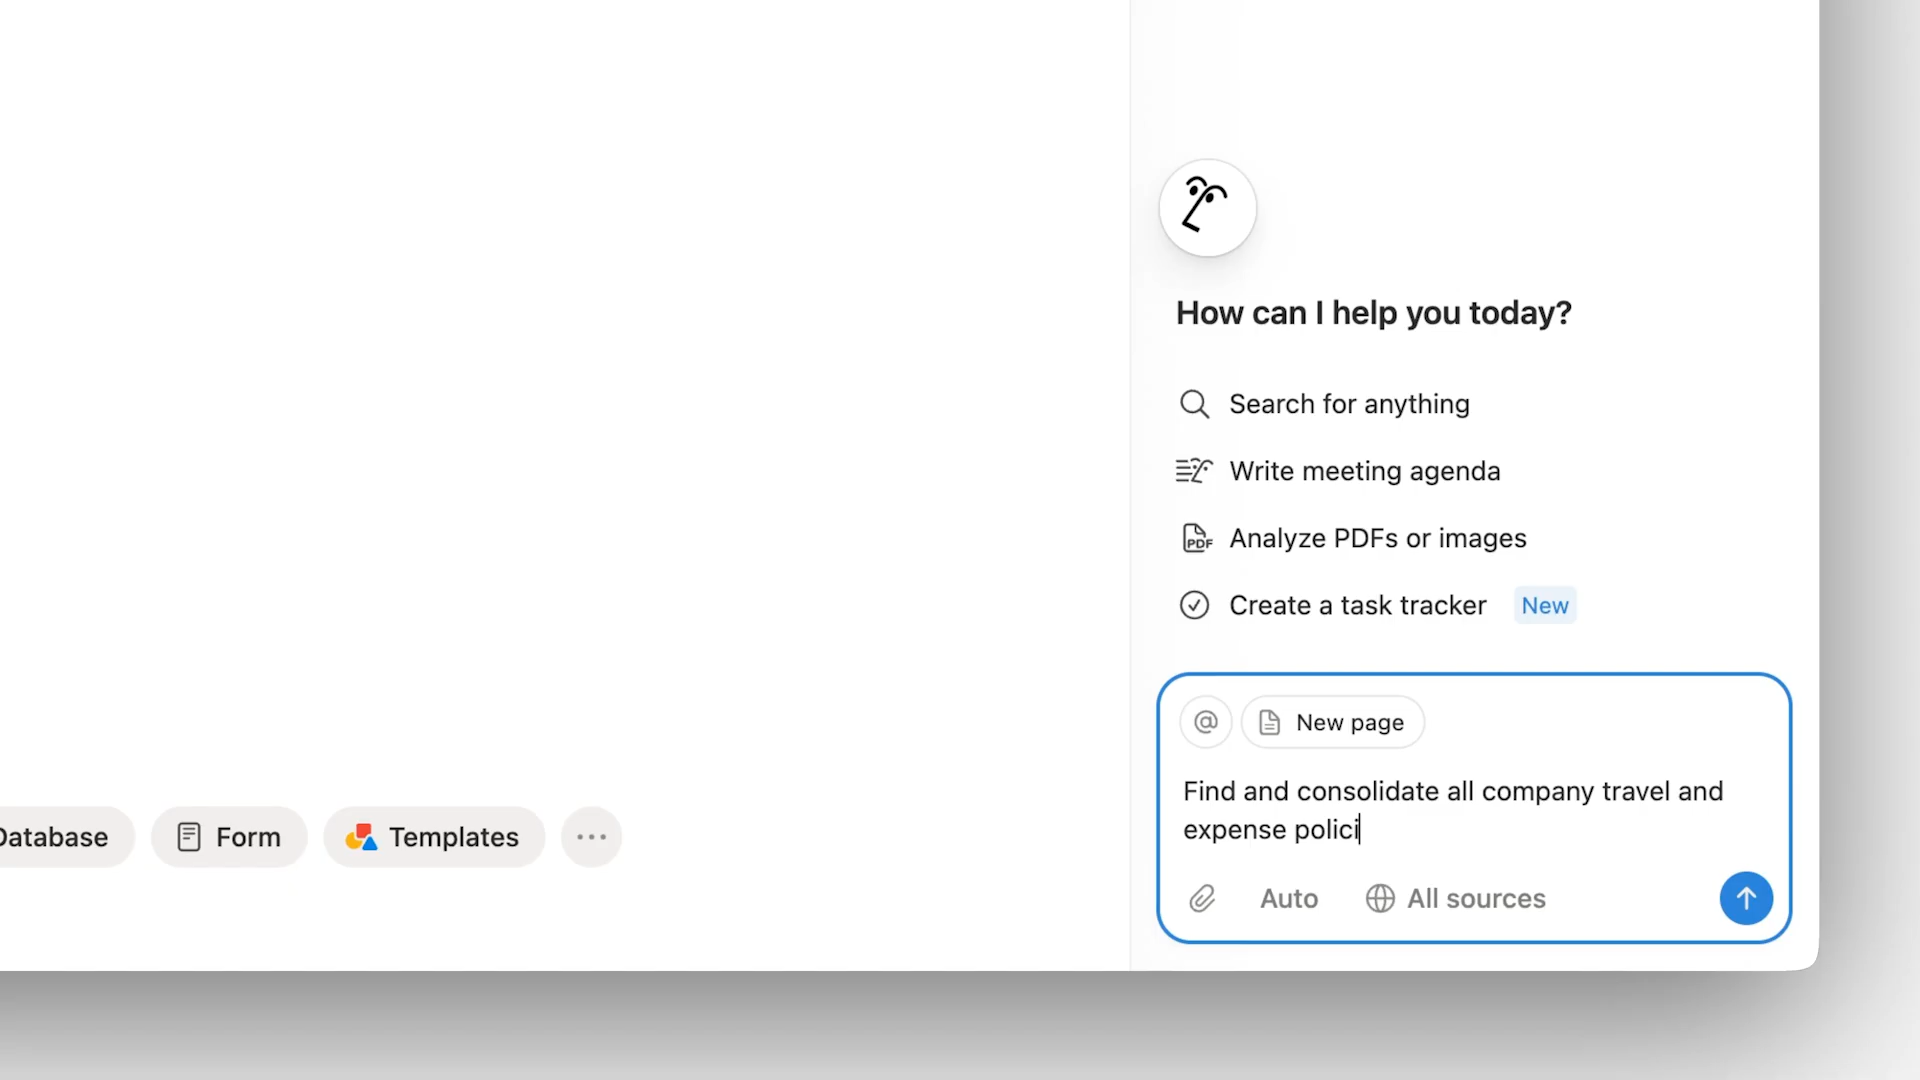 How can I help you today?
Search for anything
Write meeting agenda
PDF Analyze PDFs or images
Create a task tracker New
@ New page
Find and consolidate all company travel and
expense polici
Auto All sources
Database Form Templates